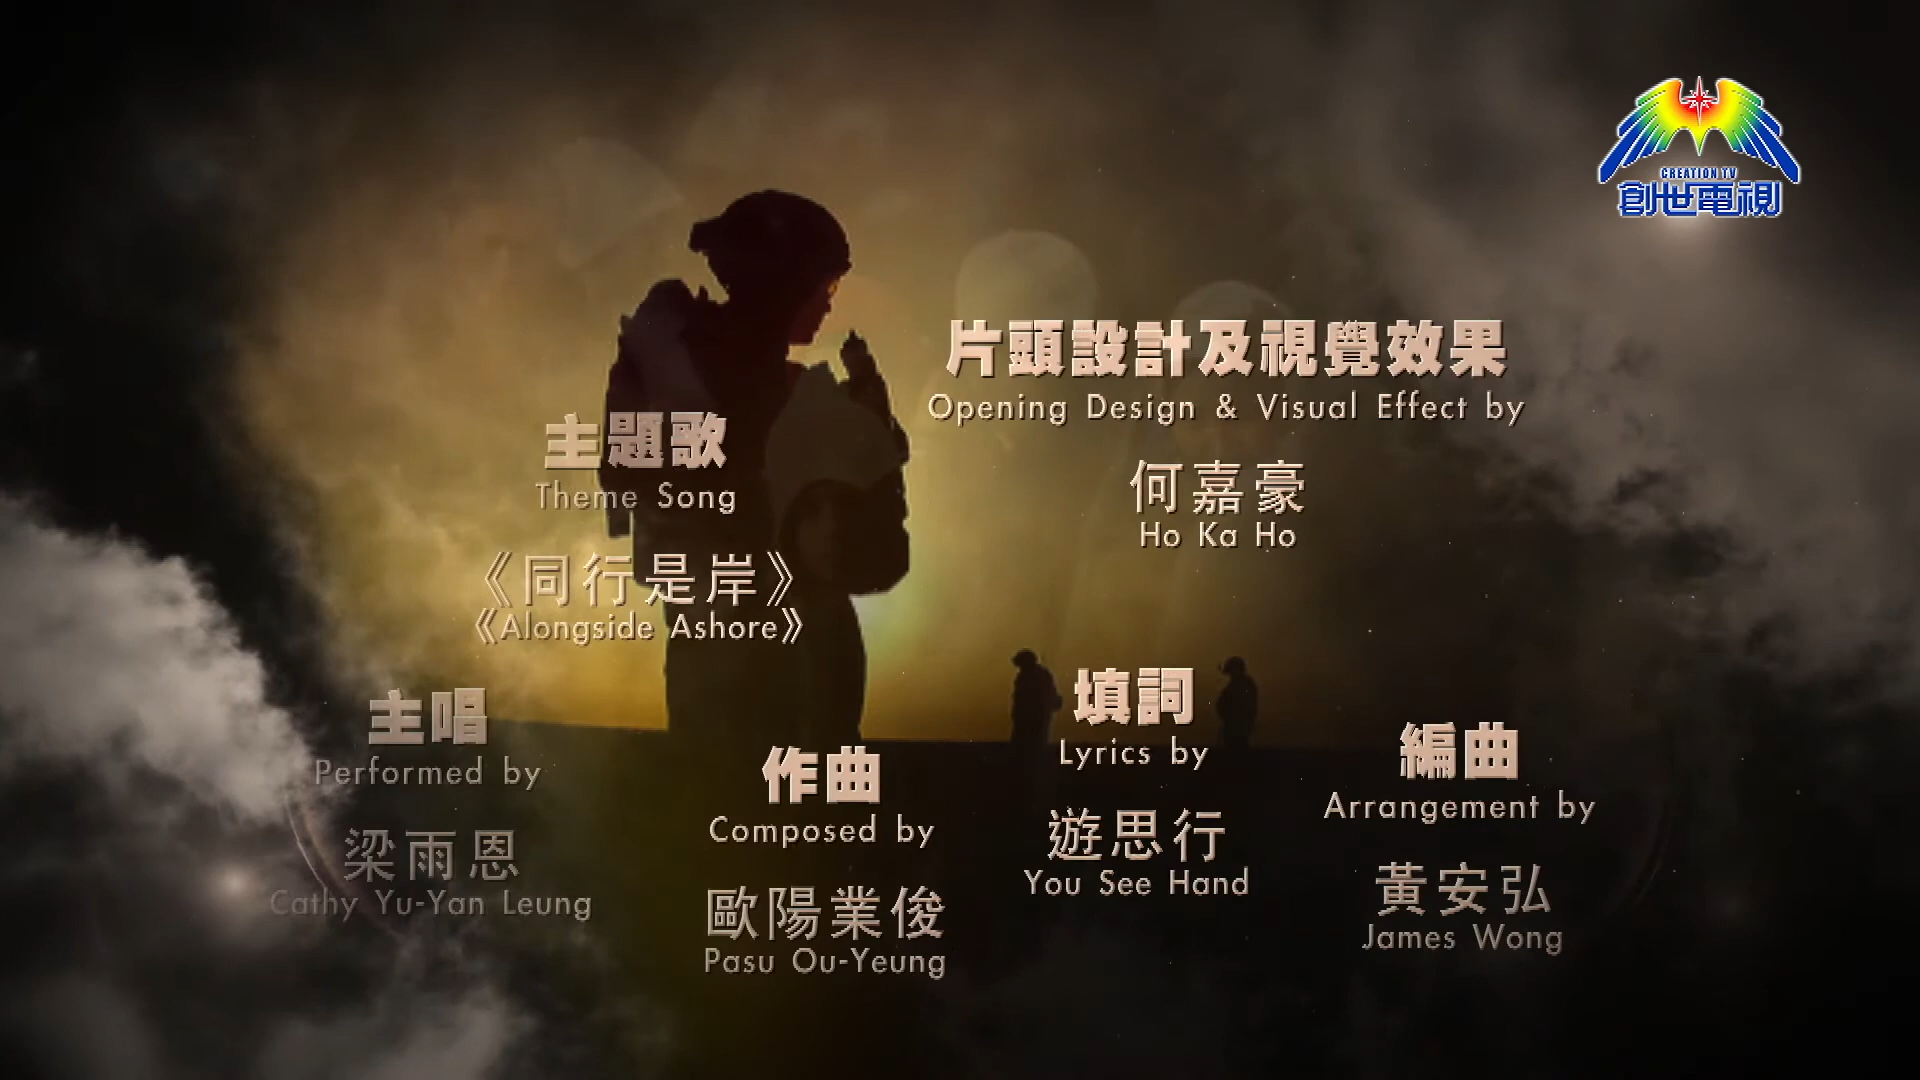 CREATION TV
創世電視
片頭設計及視覺效果
Opening Design & Visual Effect by
何嘉豪
Ho Ka Ho
主題歌
Theme Song
《同行是岸》
《Alongside Ashore》
主唱
Performed by
梁雨恩
Cathy Yu-Yan Leung
作曲
Composed by
歐陽業俊
Pasu Ou-Yeung
填詞
Lyrics by
遊思行
You See Hand
編曲
Arrangement by
黃安弘
James Wong